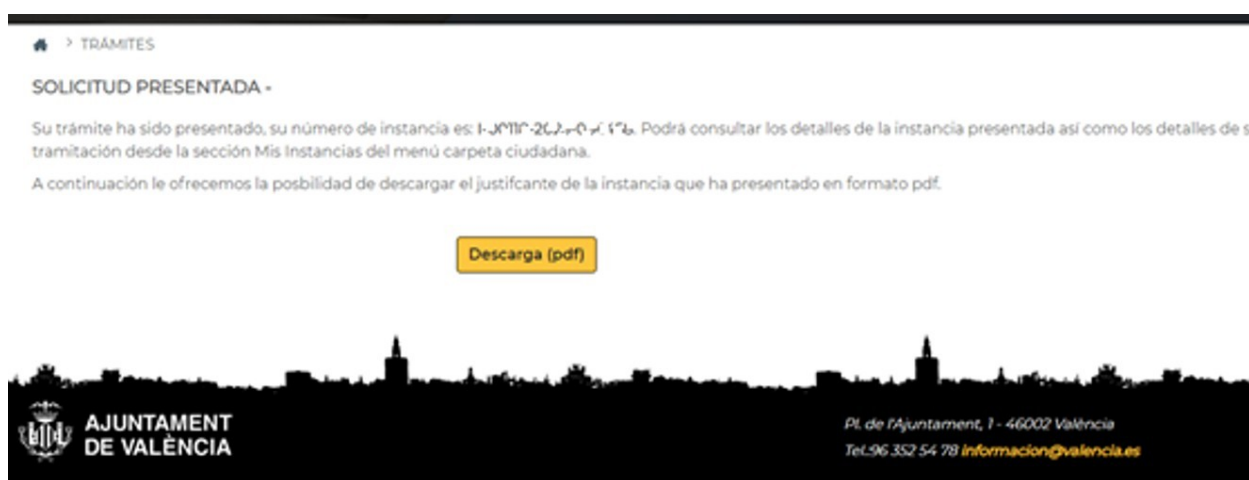 > TRÁMITES
SOLICITUD PRESENTADA -
Su trámite ha sido presentado, su número de instancia es: Podrá consultar los detalles de la instancia presentada así como los detalles de
tramitación desde la sección Mis Instancias del menú carpeta ciudadana.
A continuación le ofrecemos la posbilidad de descargar el justifcante de la instancia que ha presentado en formato pdf.
Descarga (pdf)
AJUNTAMENT
DE VALÈNCIA
Pl. de l'Ajuntament, 1 - 46002 València
Tel.:96 352 54 78 informacion@valencia.es